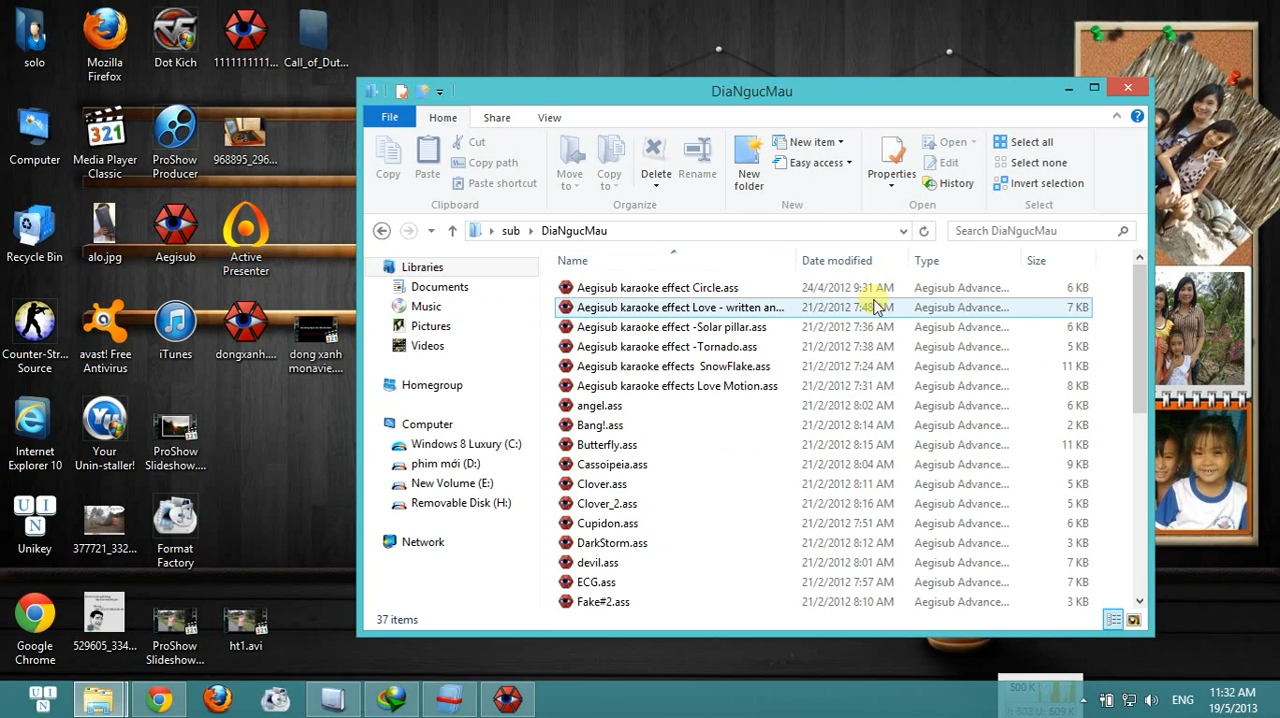 solo
Mozilla
Firefox
Dot Kich
1111111111...
Call_of_Dut...
Computer
Media Player
Classic
ProShow
Producer
968895_296...
Recycle Bin
alo.jpg
Aegisub
Active
Presenter
Counter-Str...
Source
avast! Free
Antivirus
iTunes
dongxanh....
dong xanh
monavie....
Internet
Explorer 10
Your
Unin-staller!
ProShow
Slideshow....
Unikey
377721_332...
Format
Factory
Google
Chrome
529605_334...
ProShow
Slideshow...
ht1.avi
DiaNgucMau
File
Home
Share
View
Copy
Paste
Cut
Copy path
Paste shortcut
Clipboard
Move
to
Copy
to
Delete
Rename
Organize
New
folder
New item
Easy access
New
Properties
Open
Edit
History
Open
Select all
Select none
Invert selection
Select
sub
DiaNgucMau
Search DiaNgucMau
Libraries
Documents
Music
Pictures
Videos
Homegroup
Computer
Windows 8 Luxury (C:)
phim mới (D:)
New Volume (E:)
Removable Disk (H:)
Network
Name Date modified Type Size
Aegisub karaoke effect Circle.ass 24/4/2012 9:31 AM Aegisub Advance... 6 KB
Aegisub karaoke effect Love - written an... 21/2/2012 AM Aegisub Advance... 7 KB
Aegisub karaoke effect -Solar pillar.ass 21/2/2012 7:36 AM Aegisub Advance... 6 KB
Aegisub karaoke effect -Tornado.ass 21/2/2012 7:38 AM Aegisub Advance... 5 KB
Aegisub karaoke effects SnowFlake.ass 21/2/2012 7:24 AM Aegisub Advance... 11 KB
Aegisub karaoke effects Love Motion.ass 21/2/2012 7:31 AM Aegisub Advance... 8 KB
angel.ass 21/2/2012 8:02 AM Aegisub Advance... 6 KB
Bang!.ass 21/2/2012 8:14 AM Aegisub Advance... 2 KB
Butterfly.ass 21/2/2012 8:15 AM Aegisub Advance... 11 KB
Cassoipeia.ass 21/2/2012 8:04 AM Aegisub Advance... 9 KB
Clover.ass 21/2/2012 8:11 AM Aegisub Advance... 5 KB
Clover_2.ass 21/2/2012 8:16 AM Aegisub Advance... 5 KB
Cupidon.ass 21/2/2012 7:51 AM Aegisub Advance... 6 KB
DarkStorm.ass 21/2/2012 8:12 AM Aegisub Advance... 3 KB
devil.ass 21/2/2012 8:01 AM Aegisub Advance... 7 KB
ECG.ass 21/2/2012 7:57 AM Aegisub Advance... 7 KB
Fake#2.ass 21/2/2012 8:10 AM Aegisub Advance... 3 KB
37 items
ENG
11:32 AM
19/5/2013